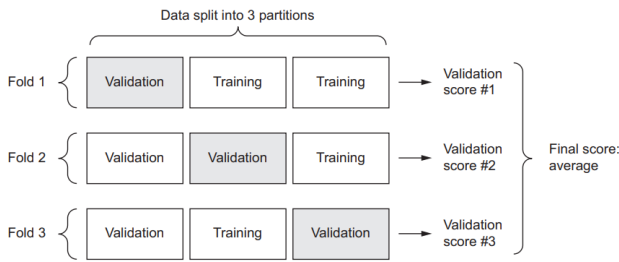 Data split into 3 partitions
Fold 1
Validation
Training
Training
Validation
score #1
Fold 2
Validation
Validation
Training
Validation
score #2
Final score:
average
Fold 3
Validation
Training
Validation
Validation
score #3